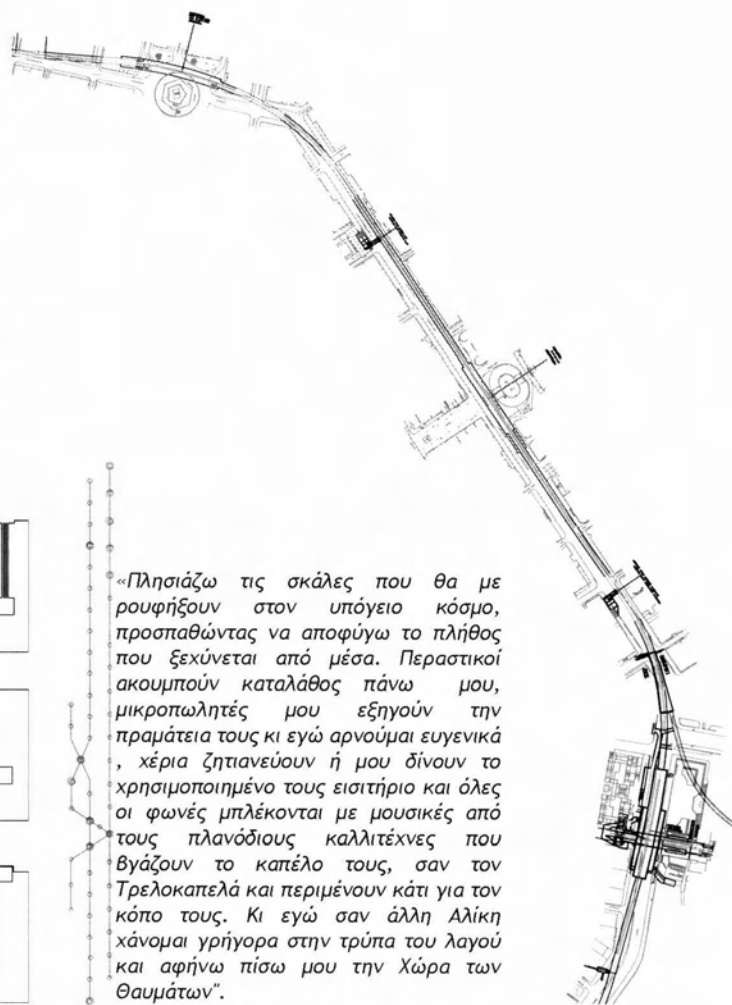 «Πλησιάζω τις σκάλες που θα με
ρουφήξουν στον υπόγειο κόσμο,
προσπαθώντας να αποφύγω το πλήθος
που ξεχύνεται από μέσα. Περαστικοί
ακουμπούν καταλάθος πάνω μου,
μικροπωλητές μου εξηγούν την
πραμάτεια τους κι εγώ αρνούμαι ευγενικά
, χέρια ζητιανεύουν ή μου δίνουν το
χρησιμοποιημένο τους εισιτήριο και όλες
οι φωνές μπλέκονται με μουσικές από
τους πλανόδιους καλλιτέχνες που
βγάζουν το καπέλο τους, σαν τον
Τρελοκαπελά και περιμένουν κάτι για τον
κόπο τους. Κι εγώ σαν άλλη Αλίκη
χάνομαι γρήγορα στην τρύπα του λαγού
και αφήνω πίσω μου την Χώρα των
Θαυμάτων".